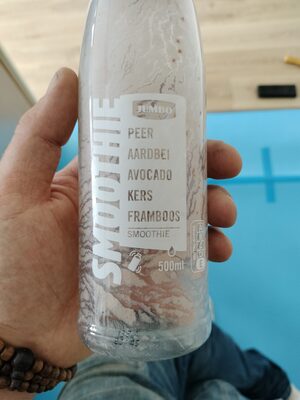 JUMBO
SMOOTHIE
PEER
AARDBEI
AVOCADO
KERS
FRAMBOOS
SMOOTHIE
500ml